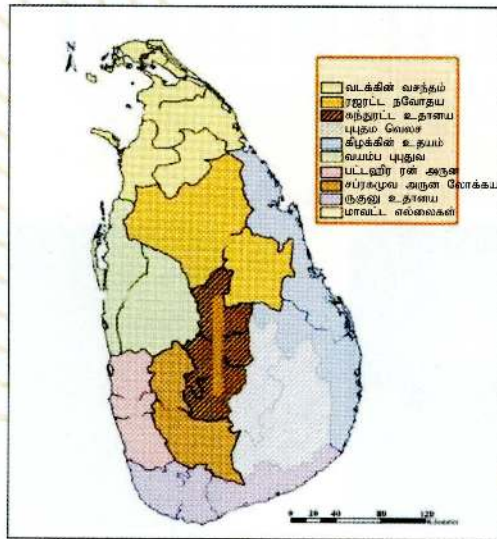 N
வடக்கின் வசந்தம்
ரஜரட்ட நவோதய
கந்துரட்ட உதானய
புபுதம வெலச
கிழக்கின் உதயம்
வயம்ப புபுதுவ
பட்டஹிர ரன் அருண
சப்ரகமுவ அருண லோக்கய
ருகுனு உதானய
மாவட்ட எல்லைகள்
0 20 40 80 120
Kilometer